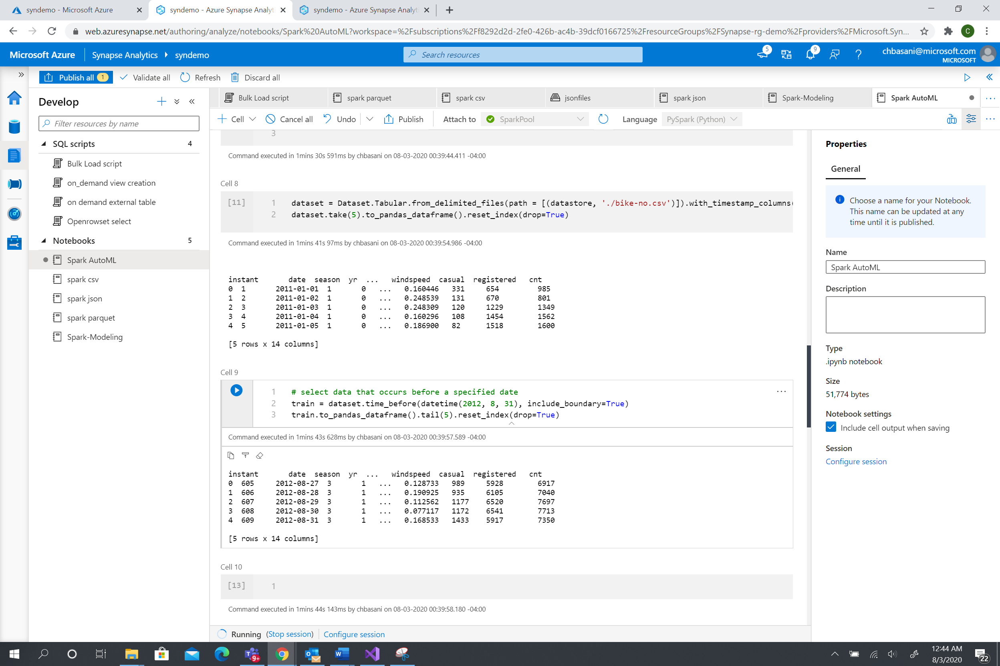 syndemo - Microsoft Azure
syndemo - Azure Synapse Analyt
syndemo - Azure Synapse Analyt
web.azuresynapse.net/authoring/analyze/notebooks/Spark%20AutoML?workspace=%2Fsubscriptions%2Ff8292d2d-2fe0-426b-ac4b-39dcf0166725%2FresourceGroups%2FSynapse-rg-demo%2Fproviders%2FMicrosoft.Syn...
C
Microsoft Azure
Synapse Analytics
syndemo
Search resources
5
9
chbasani@microsoft.com
MICROSOFT
Publish all 1
Validate all
Refresh
Discard all
Develop
Filter resources by name
SQL scripts 4
Bulk Load script
on_demand view creation
on demand external table
Openrowset select
Notebooks 5
Spark AutoML
spark csv
spark json
spark parquet
Spark-Modeling
Bulk Load script
spark parquet
spark csv
jsonfiles
spark json
Spark-Modeling
Spark AutoML
Cell
Cancel all
Undo
Publish
Attach to
SparkPool
Language
PySpark (Python)
3
Command executed in 1mins 30s 591ms by chbasani on 08-03-2020 00:39:44.411 -04:00
Cell 8
[11]
1 dataset = Dataset.Tabular.from_delimited_files(path = [(datastore, './bike-no.csv')]).with_timestamp_columns(
2 dataset.take(5).to_pandas_dataframe().reset_index(drop=True)
Command executed in 1mins 41s 97ms by chbasani on 08-03-2020 00:39:54.986 -04:00
instant date season yr ... windspeed casual registered cnt
0 1 2011-01-01 1 0 ... 0.160446 331 654 985
1 2 2011-01-02 1 0 ... 0.248539 131 670 801
2 3 2011-01-03 1 0 ... 0.248309 120 1229 1349
3 4 2011-01-04 1 0 ... 0.160296 108 1454 1562
4 5 2011-01-05 1 0 ... 0.186900 82 1518 1600
[5 rows x 14 columns]
Cell 9
1 # select data that occurs before a specified date
2 train = dataset.time_before(datetime(2012, 8, 31), include_boundary=True)
3 train.to_pandas_dataframe().tail(5).reset_index(drop=True)
Command executed in 1mins 43s 628ms by chbasani on 08-03-2020 00:39:57.589 -04:00
instant date season yr ... windspeed casual registered cnt
0 605 2012-08-27 3 1 ... 0.128733 989 5928 6917
1 606 2012-08-28 3 1 ... 0.190925 935 6105 7040
2 607 2012-08-29 3 1 ... 0.112562 1177 6520 7697
3 608 2012-08-30 3 1 ... 0.077117 1172 6541 7713
4 609 2012-08-31 3 1 ... 0.168533 1433 5917 7350
[5 rows x 14 columns]
Cell 10
[13]
1
Command executed in 1mins 44s 143ms by chbasani on 08-03-2020 00:39:58.180 -04:00
Running (Stop session)
Configure session
Properties
General
Choose a name for your Notebook.
This name can be updated at any
time until it is published.
Name
Spark AutoML
Description
Type
.ipynb notebook
Size
51,774 bytes
Notebook settings
Include cell output when saving
Session
Configure session
9+
12:44 AM
8/3/2020
22